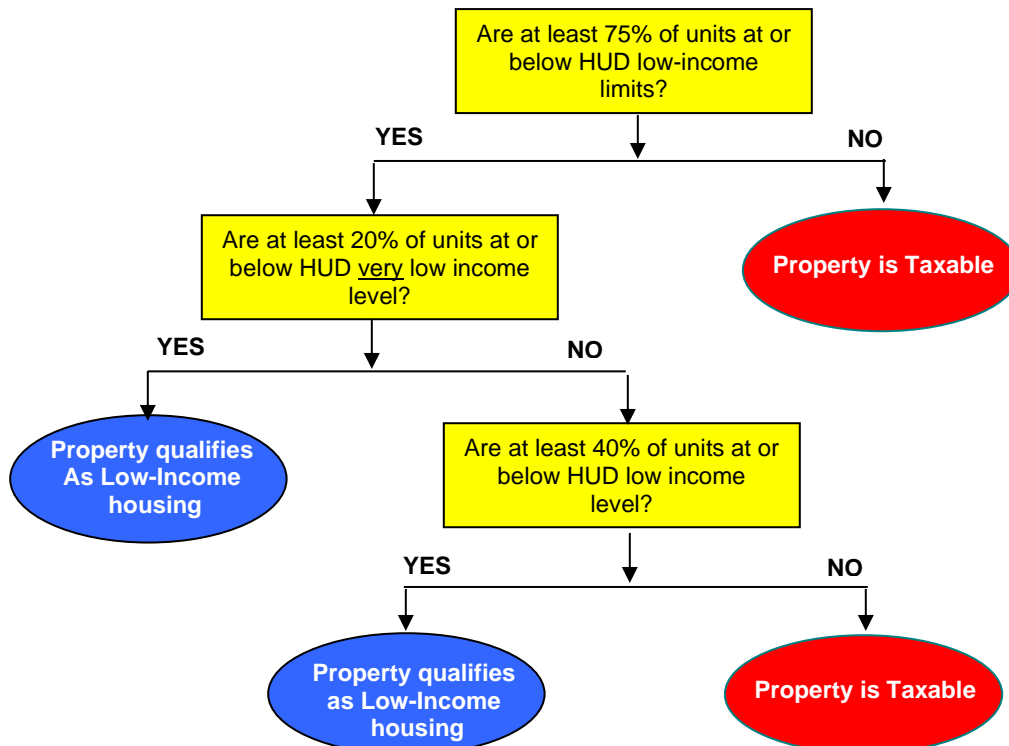 Are at least 75% of units at or
below HUD low-income
limits?
YES
NO
Are at least 20% of units at or
below HUD very low income
level?
Property is Taxable
YES
NO
Property qualifies
As Low-Income
housing
Are at least 40% of units at or
below HUD low income
level?
YES
NO
Property qualifies
as Low-Income
housing
Property is Taxable